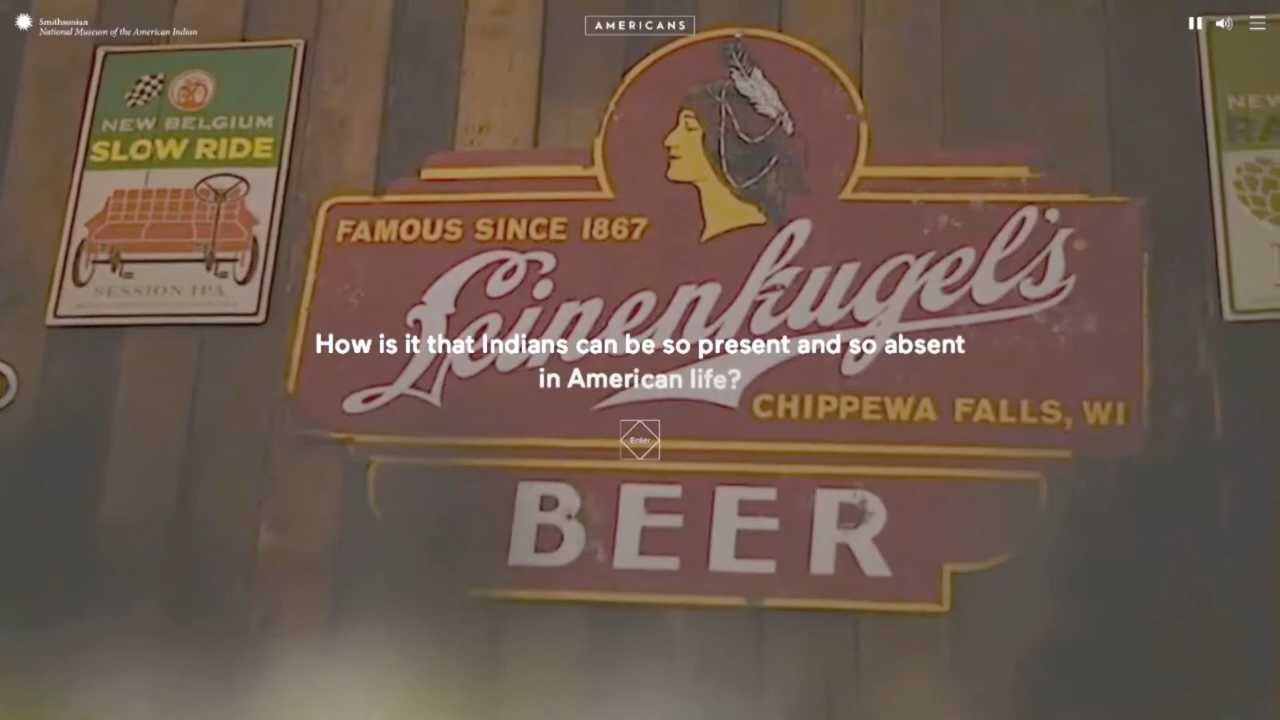 Smithsonian
National Museum of the American Indian
AMERICANS
NEW BELGIUM
SLOW RIDE
SESSION IPA
FAMOUS SINCE 1867
Leinenkugel's
CHIPPEWA FALLS, WI
BEER
NEW
RA
How is it that Indians can be so present and so absent
in American life?
Enter